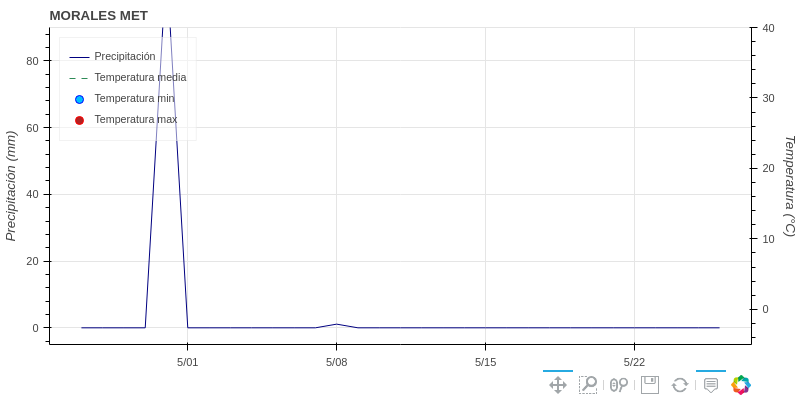 MORALES MET
Precipitación
Temperatura media
Temperatura min
Temperatura max
Precipitación (mm)
80
60
40
20
0
Temperatura (°C)
40
30
20
10
0
5/01
5/08
5/15
5/22